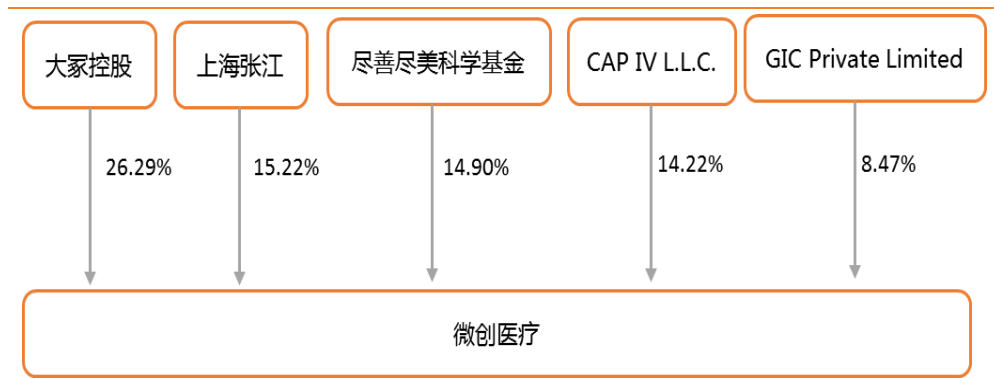 大冢控股
上海张江
尽善尽美科学基金
CAP IV L.L.C.
GIC Private Limited
26.29%
15.22%
14.90%
14.22%
8.47%
微创医疗